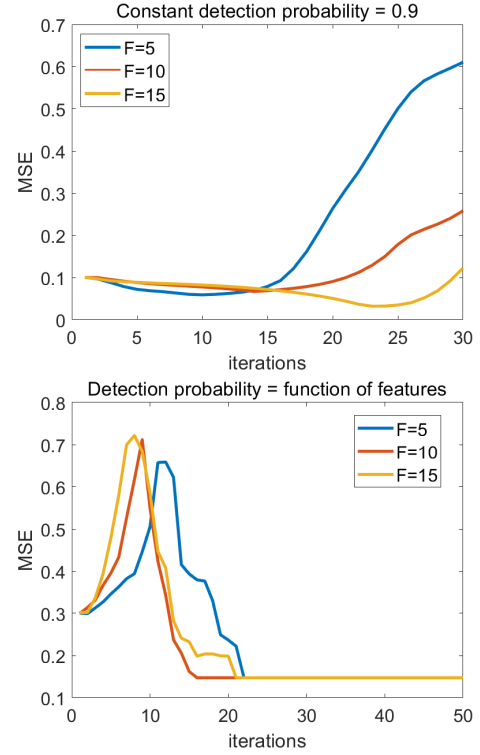 Constant detection probability = 0.9
0.7
0.6
0.5
0.4
0.3
0.2
0.1
0
MSE
F=5
F=10
F=15
0 5 10 15 20 25 30
iterations
Detection probability = function of features
0.8
0.7
0.6
0.5
0.4
0.3
0.2
0.1
MSE
F=5
F=10
F=15
0 10 20 30 40 50
iterations